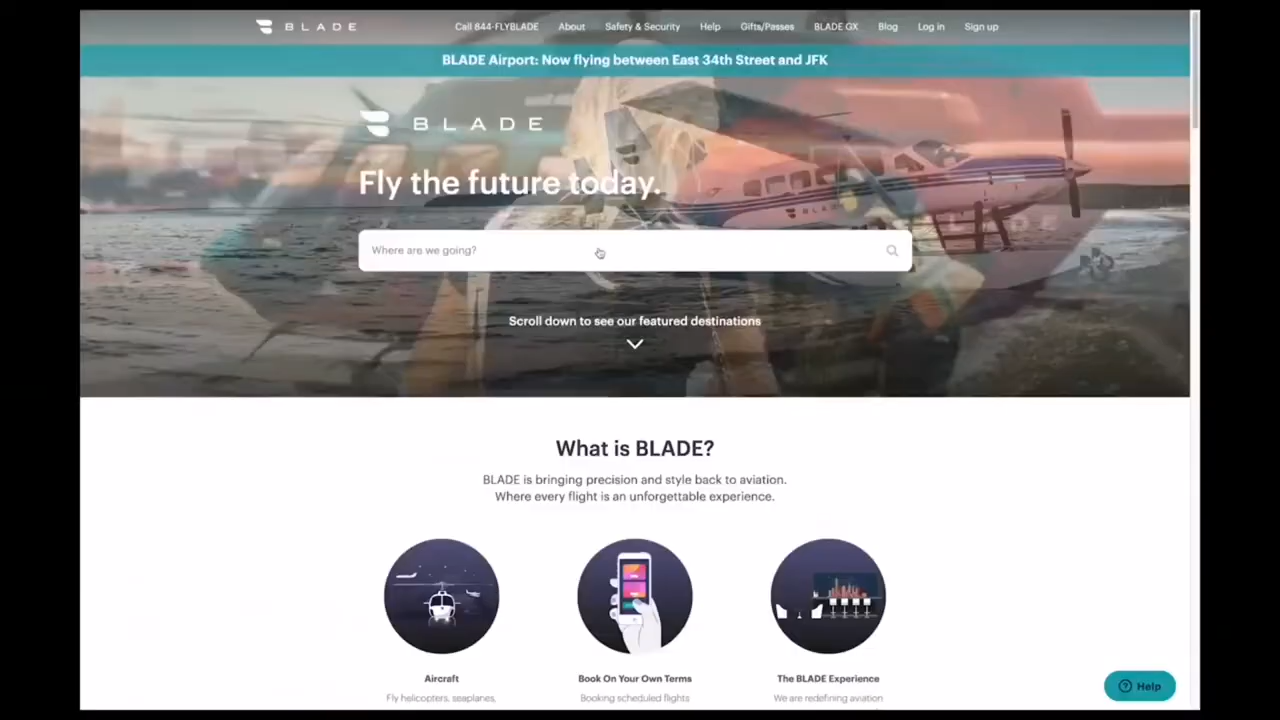 BLADE
Call 844-FLYBLADE
About
Safety & Security
Help
Gifts/Passes
BLADE GX
Blog
Log in
Sign up
BLADE Airport: Now flying between East 34th Street and JFK
BLADE
Fly the future today.
BLADE
BLADE
Where are we going?
Scroll down to see our featured destinations
What is BLADE?
BLADE is bringing precision and style back to aviation.
Where every flight is an unforgettable experience.
Aircraft
Book On Your Own Terms
The BLADE Experience
Fly helicopters, seaplanes,
Booking scheduled flights
We are redefining aviation
Help